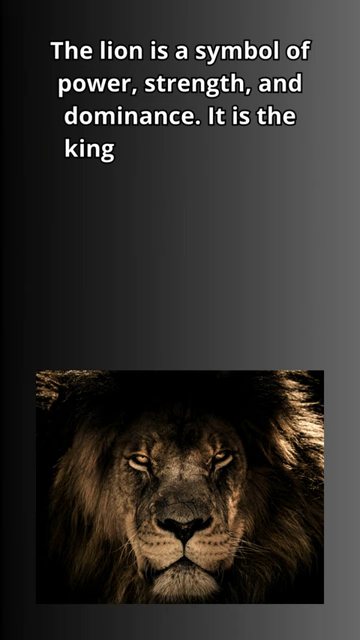 The lion is a symbol of
power, strength, and
dominance. It is the
king